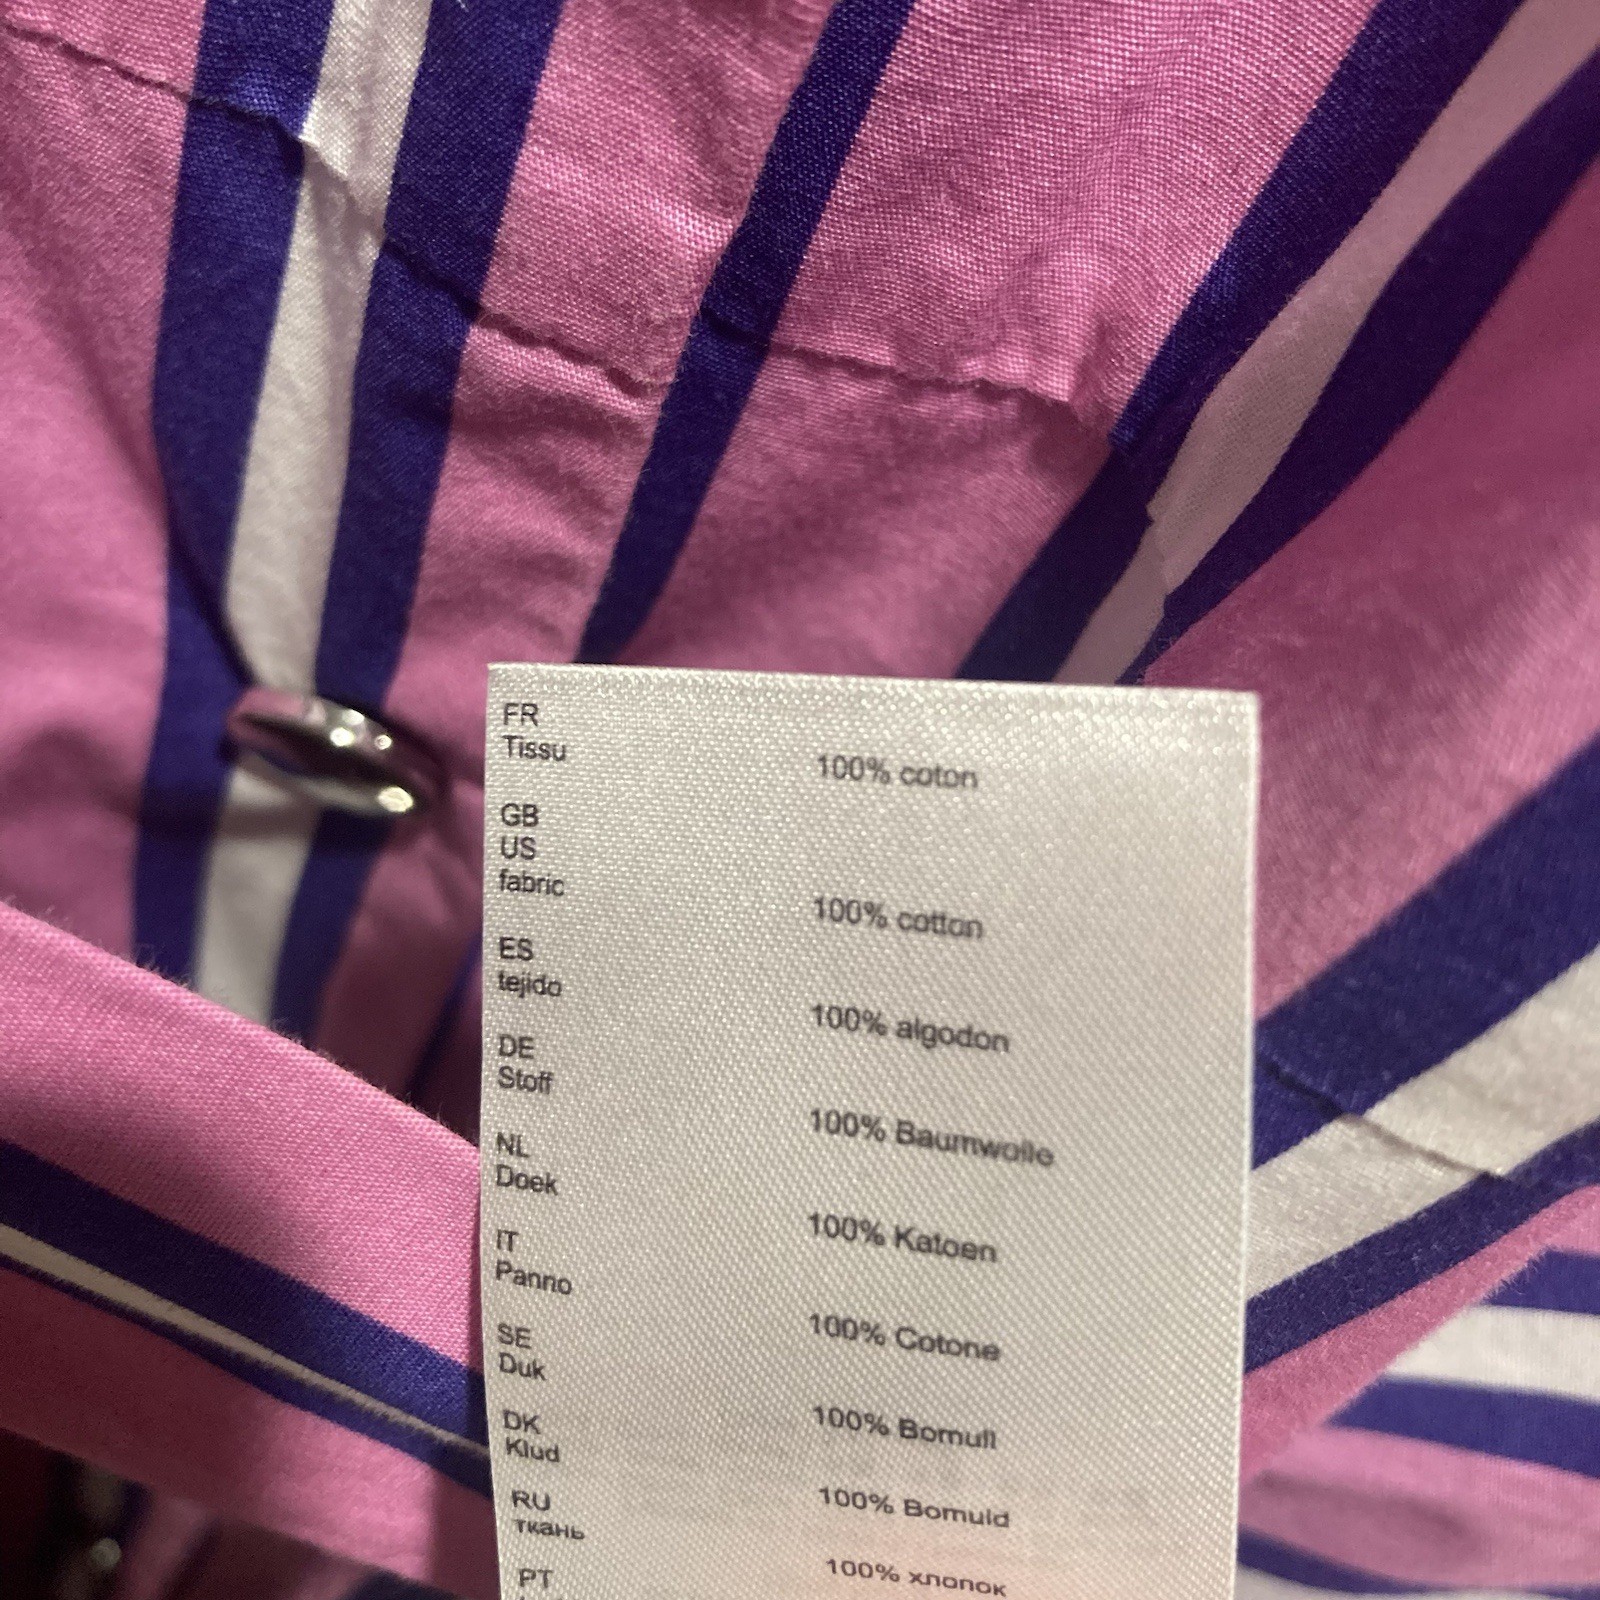 FR
Tissu
100% coton
GB
US
fabric
100% cotton
ES
tejido
100% algodon
DE
Stoff
100% Baumwolle
NL
Doek
100% Katoen
IT
Panno
100% Cotone
SE
Duk
100% Bomull
DK
Klud
100% Bomuld
RU
ткань
100% хлопок
PT